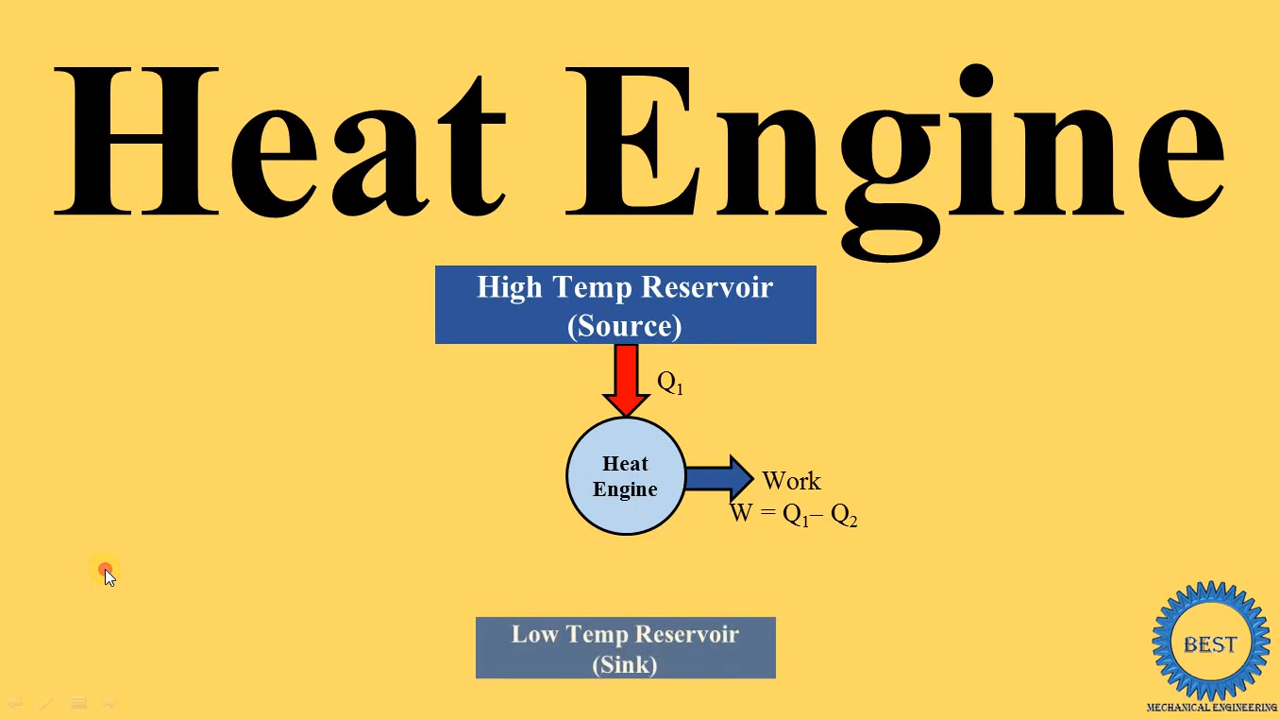 Heat Engine
High Temp Reservoir
(Source)
Q₁
Heat
Engine
Work
W = Q₁– Q₂
Low Temp Reservoir
(Sink)
BEST
MECHANICAL ENGINEERING